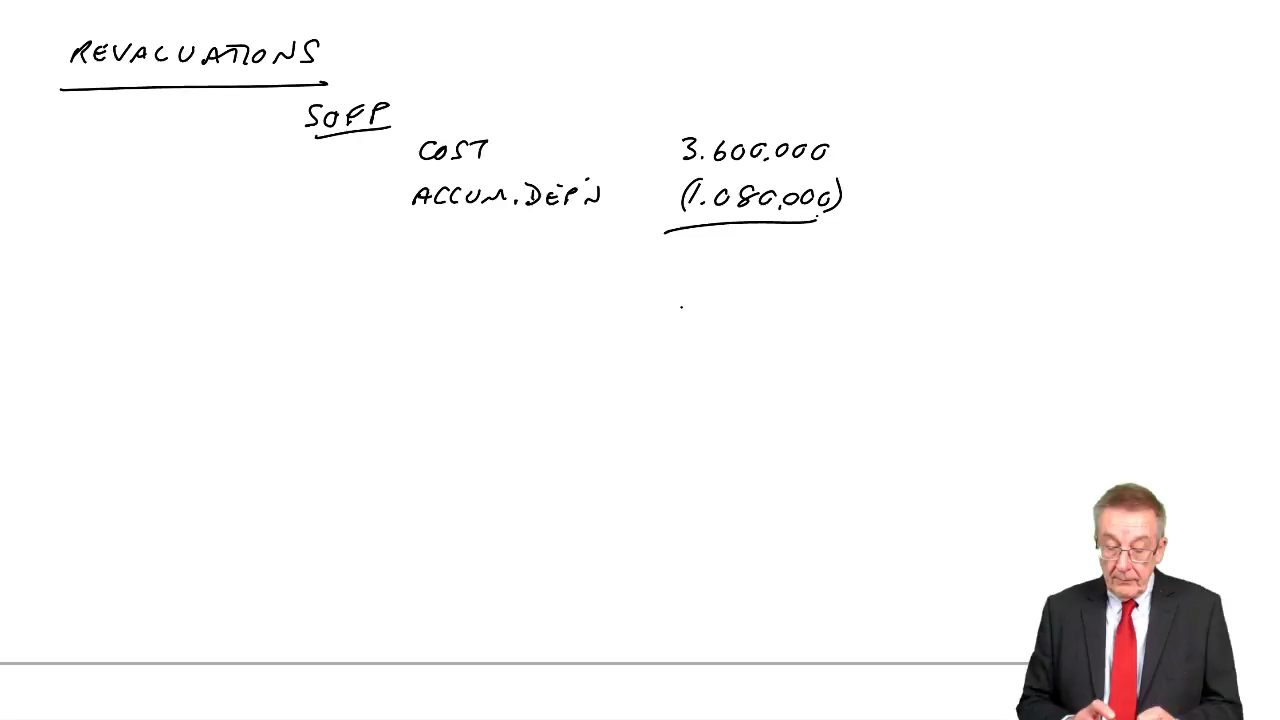 REVALUATIONS
SOFP
COST 3.600.000
ACCUM. DEP'N (1.080.000)